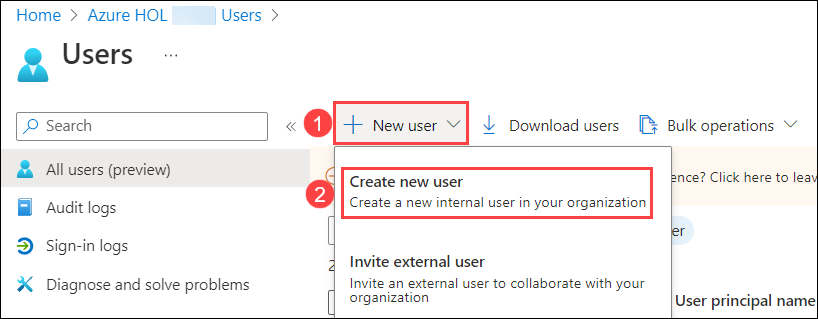 Home > Azure HOL Users >
Users ...
Search
«
1
+ New user
Download users
Bulk operations
All users (preview)
Audit logs
Sign-in logs
Diagnose and solve problems
2
Create new user
Create a new internal user in your organization
Invite external user
Invite an external user to collaborate with your
organization
ence? Click here to leav
er
2
User principal name